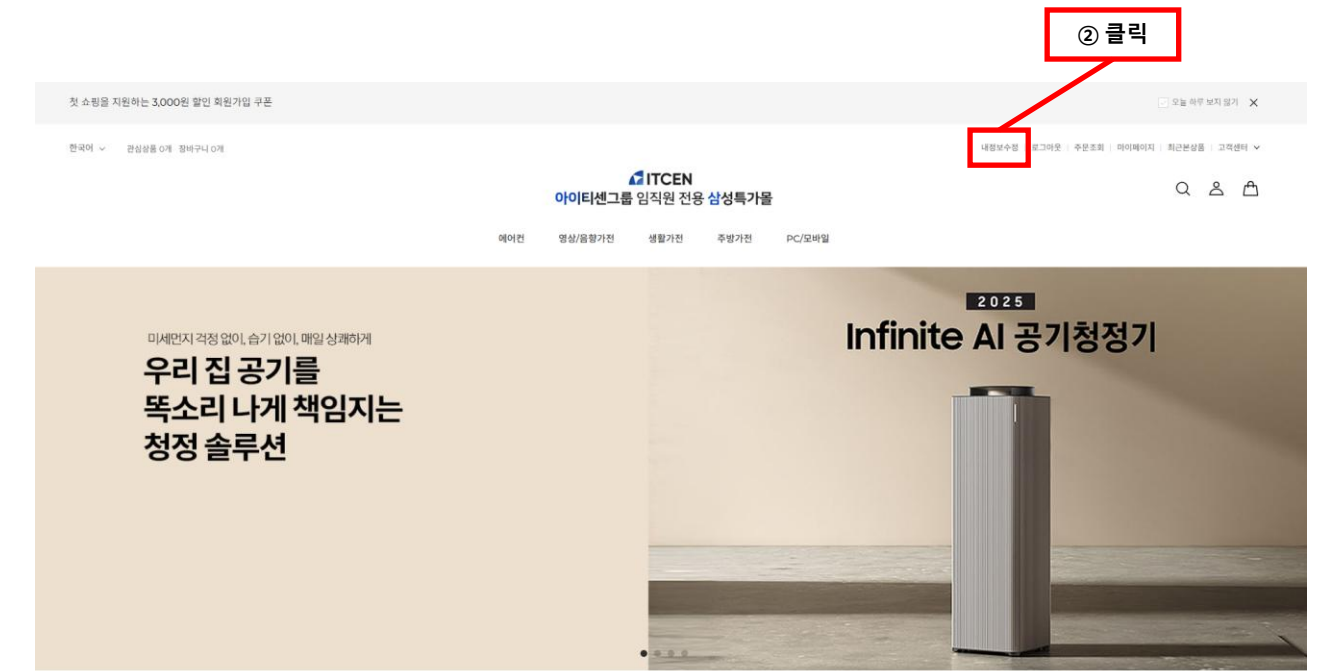 ② 클릭
첫 쇼핑을 지원하는 3,000원 할인 회원가입 쿠폰
오늘 하루 보지 않기
한국어 관심상품 0개 장바구니 0개
내정보수정 로그아웃 주문조회 마이페이지 최근본상품 고객센터
ITCEN
아이티센그룹 임직원 전용 삼성특가몰
에어컨 영상/음향가전 생활가전 주방가전 PC/모바일
2025
Infinite AI 공기청정기
미세먼지 걱정 없이, 습기 없이, 매일 상쾌하게
우리 집 공기를
똑소리 나게 책임지는
청정 솔루션